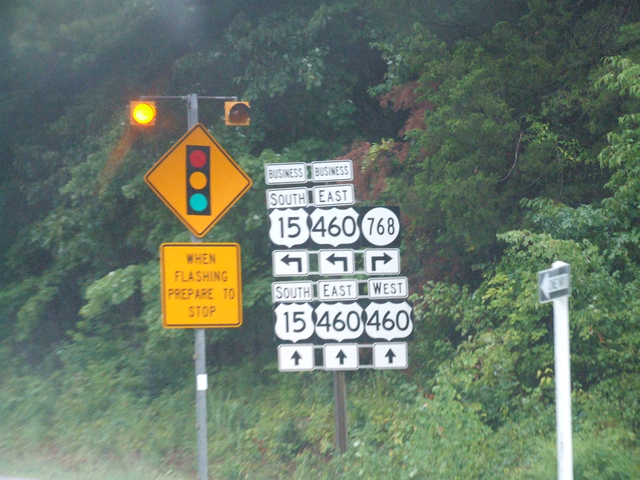 WHEN
FLASHING
PREPARE TO
STOP
BUSINESS BUSINESS
SOUTH EAST
15 460 768
SOUTH EAST WEST
15 460 460